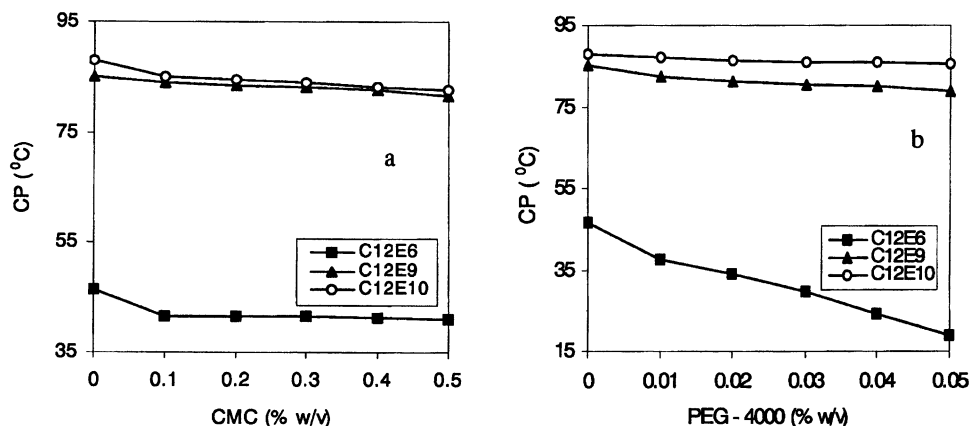 95
75
55
35
CP (⁰C)
a
C12E6
C12E9
C12E10
0 0.1 0.2 0.3 0.4 0.5
CMC (% w/v)
95
75
55
35
15
CP (⁰C)
b
C12E6
C12E9
C12E10
0 0.01 0.02 0.03 0.04 0.05
PEG - 4000 (% w/v)